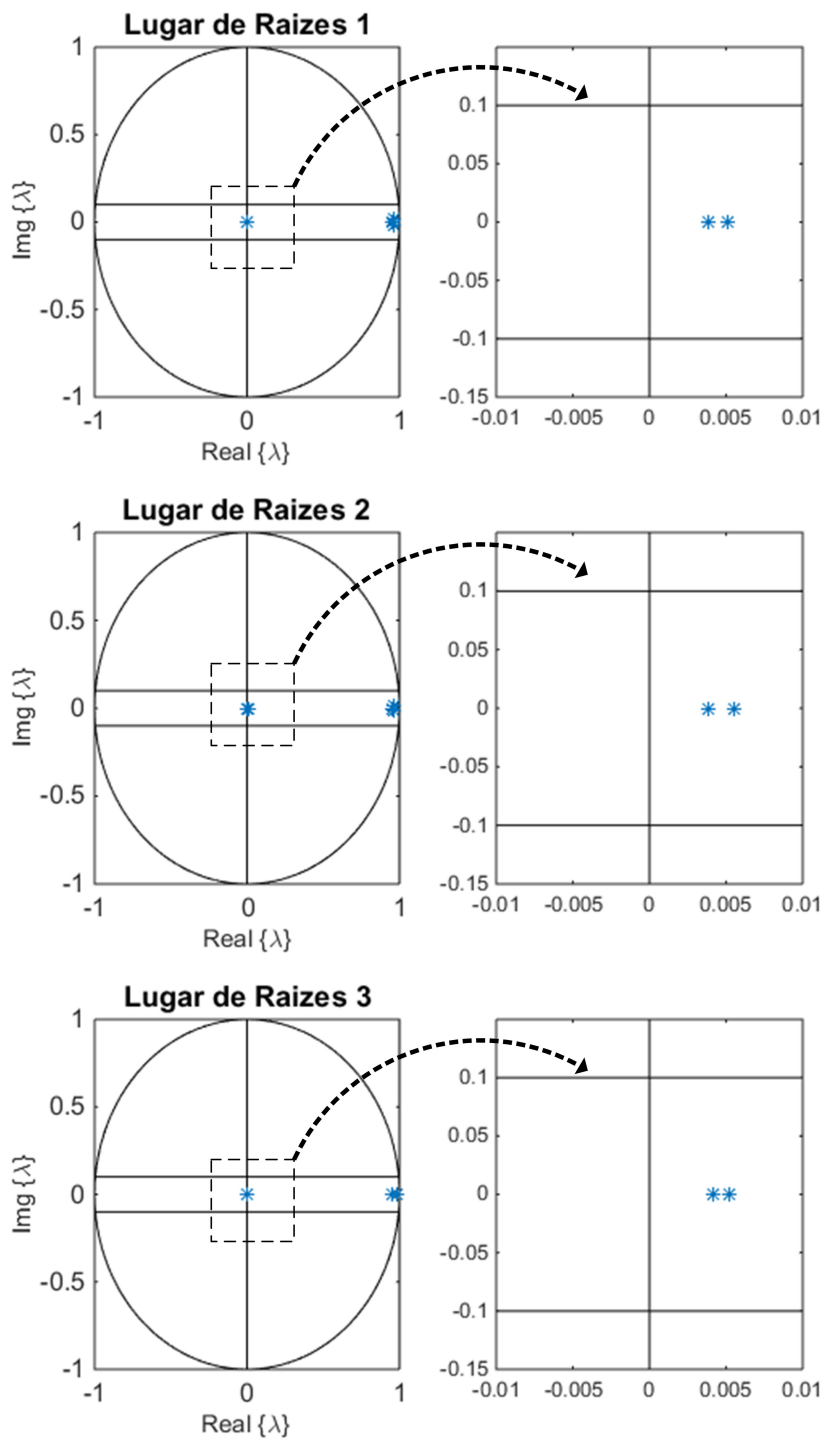 Lugar de Raizes 1
1
0.5
0
-0.5
-1
Img {λ}
-1 0 1
Real {λ}
0.1
0.05
0
-0.05
-0.1
-0.15
-0.01 -0.005 0 0.005 0.01
Lugar de Raizes 2
1
0.5
0
-0.5
-1
Img {λ}
-1 0 1
Real {λ}
0.1
0.05
0
-0.05
-0.1
-0.15
-0.01 -0.005 0 0.005 0.01
Lugar de Raizes 3
1
0.5
0
-0.5
-1
Img {λ}
-1 0 1
Real {λ}
0.1
0.05
0
-0.05
-0.1
-0.15
-0.01 -0.005 0 0.005 0.01